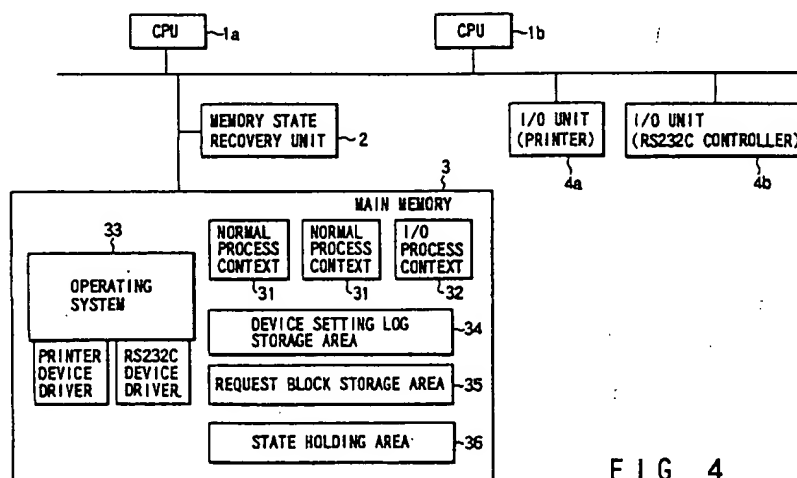 CPU
1a
CPU
1b
MEMORY STATE
RECOVERY UNIT
2
I/O UNIT
(PRINTER)
4a
I/O UNIT
(RS232C CONTROLLER)
4b
3
MAIN MEMORY
33
OPERATING
SYSTEM
PRINTER
DEVICE
DRIVER
RS232C
DEVICE
DRIVER
NORMAL
PROCESS
CONTEXT
31
NORMAL
PROCESS
CONTEXT
31
I/O
PROCESS
CONTEXT
32
DEVICE SETTING LOG
STORAGE AREA
34
REQUEST BLOCK STORAGE AREA
35
STATE HOLDING AREA
36
FIG 4